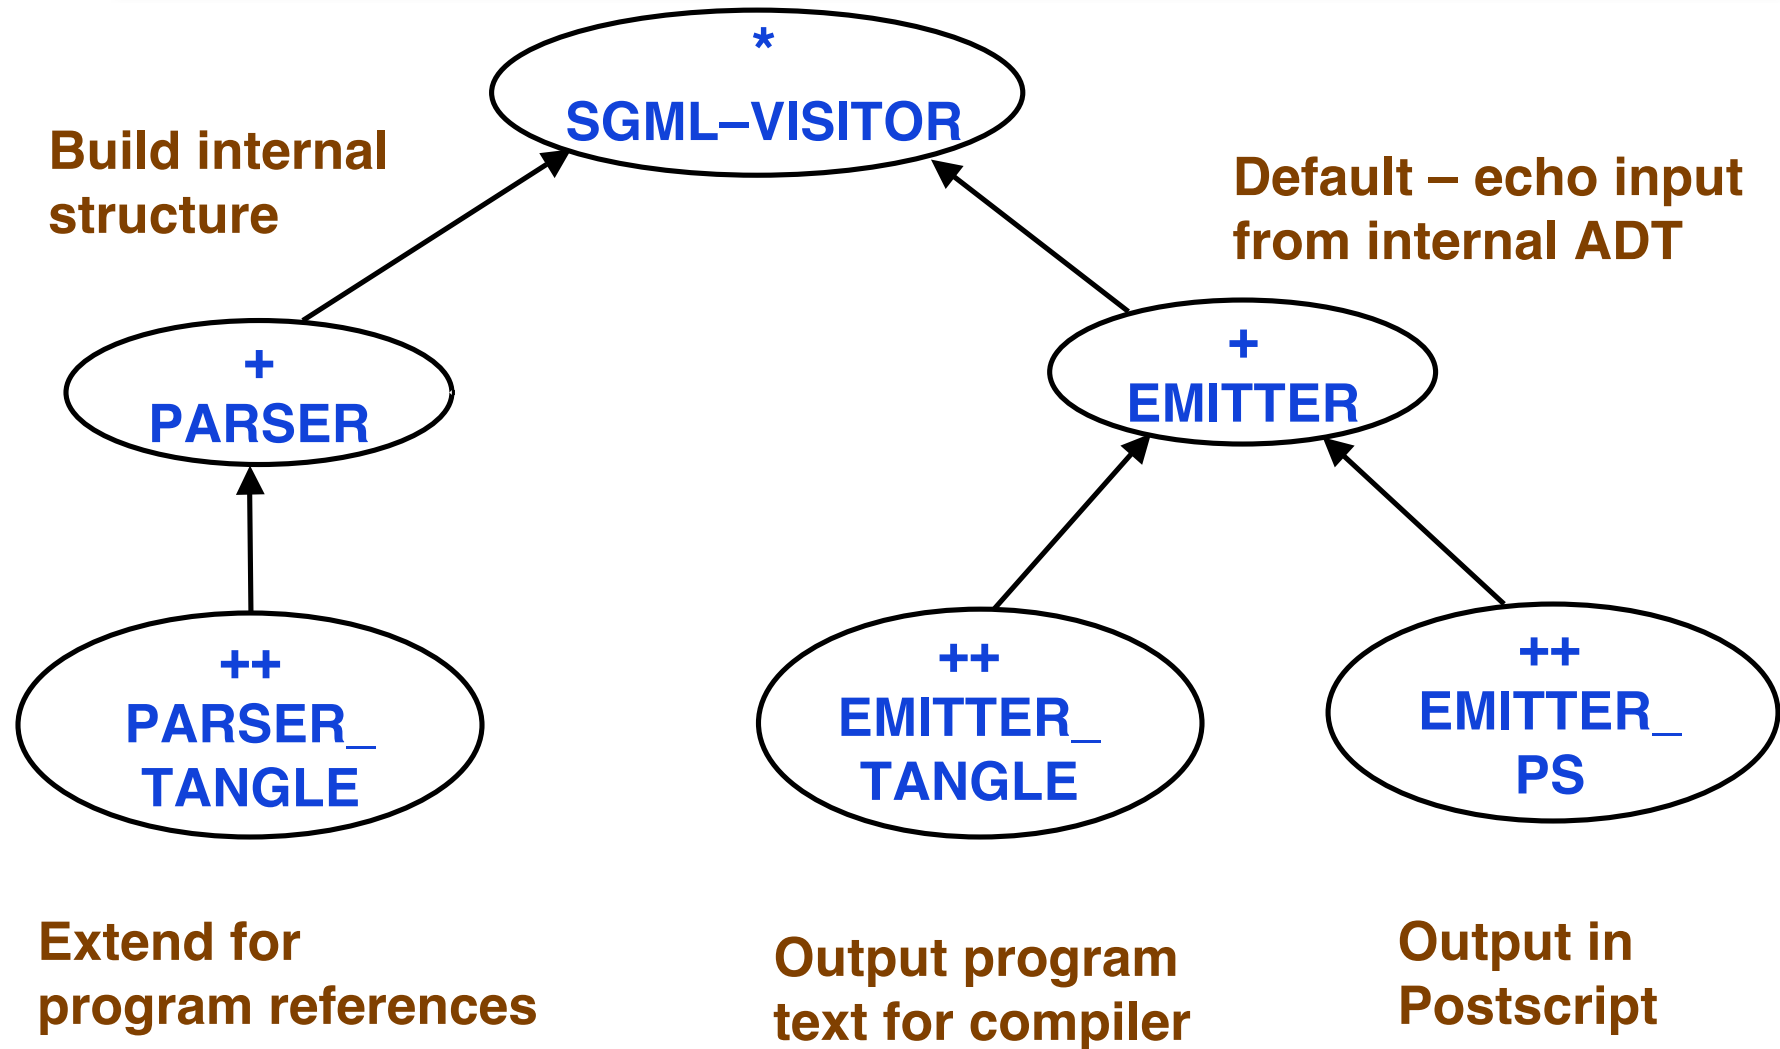 *
SGML–VISITOR
Build internal
structure
Default – echo input
from internal ADT
+
PARSER
+
EMITTER
++
PARSER_
TANGLE
++
EMITTER_
TANGLE
++
EMITTER_
PS
Extend for
program references
Output program
text for compiler
Output in
Postscript